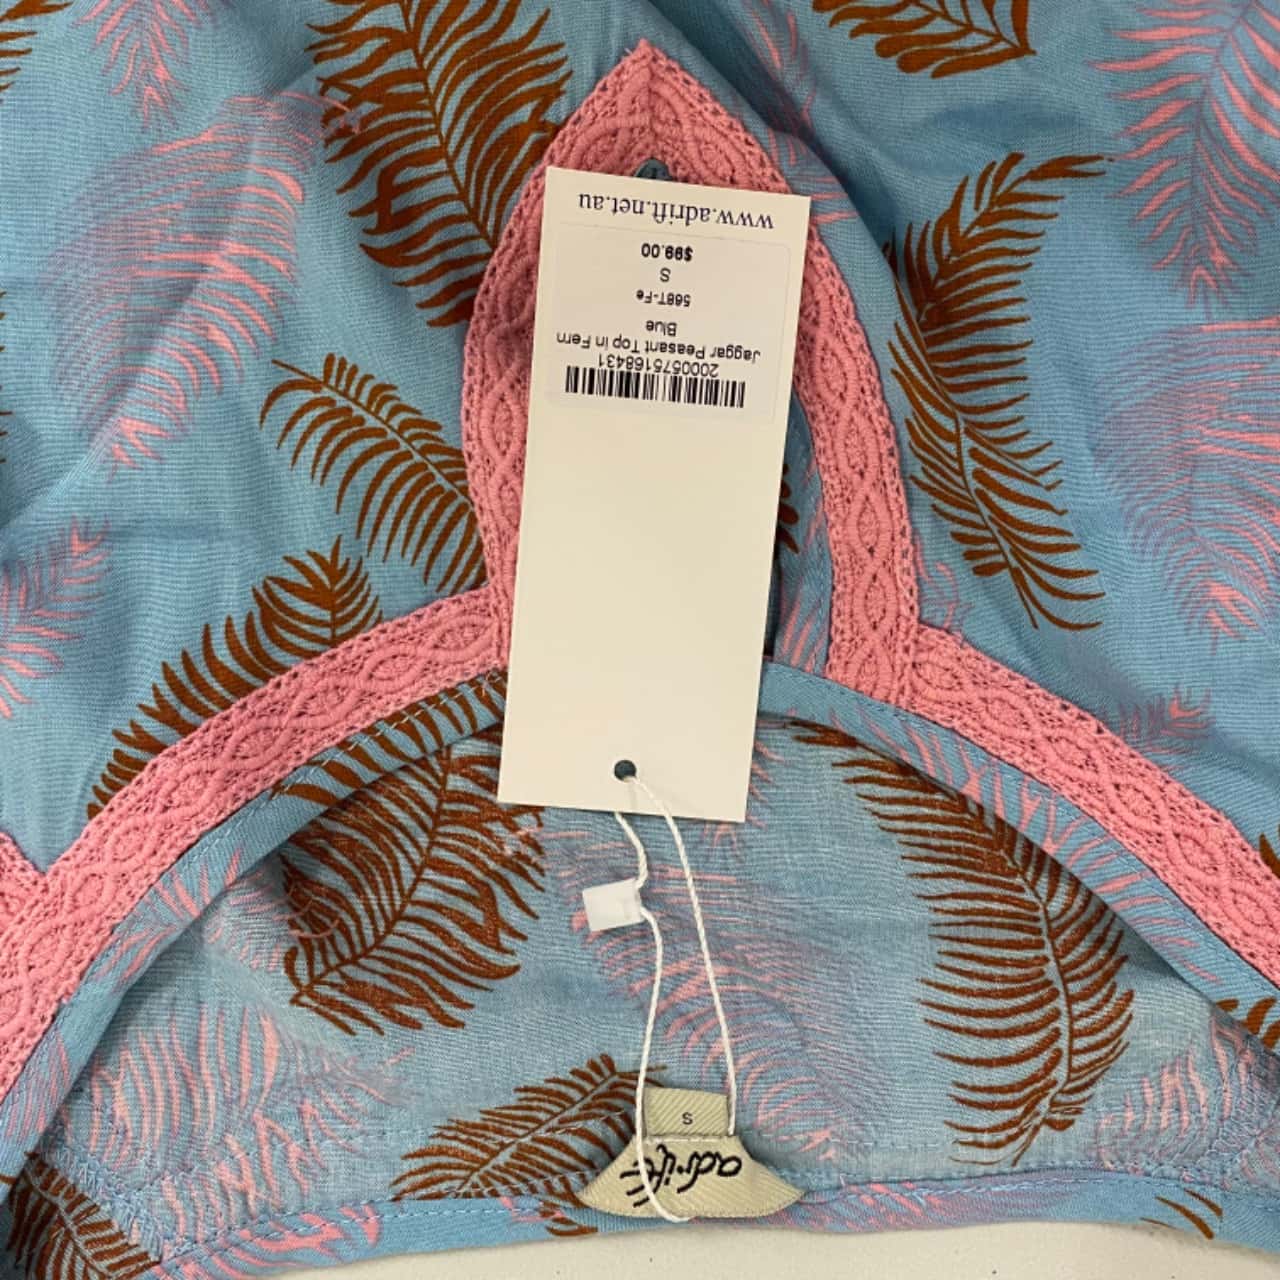 www.adrift.net.au
$99.00
S
568T-Fe
Blue
Jaggar Peasant Top in Fern
2000575168431
S
adrift